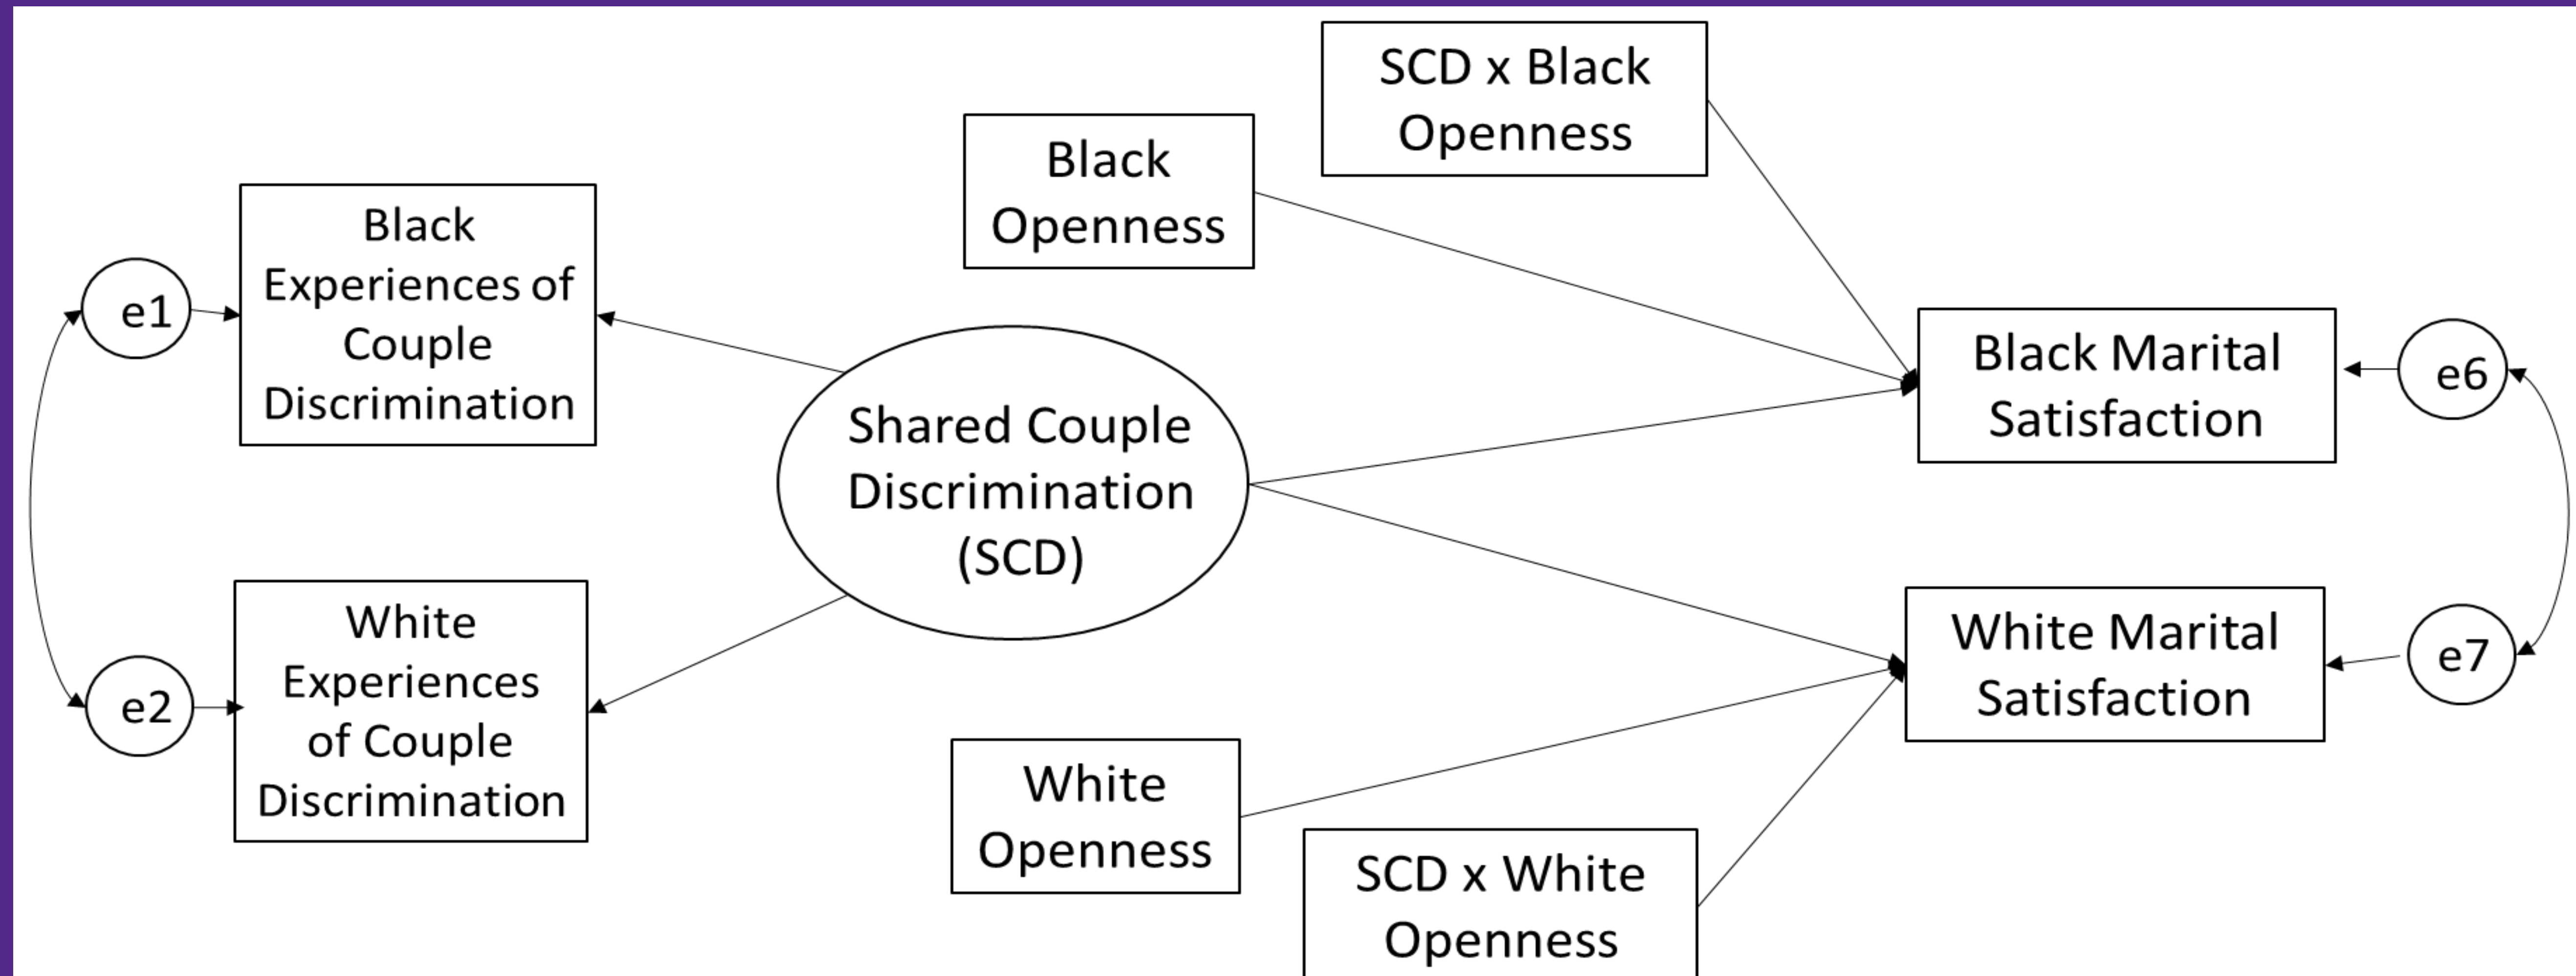 SCD x Black
Openness
Black
Openness
Black
Experiences of
Couple
Discrimination
e1
Shared Couple
Discrimination
(SCD)
Black Marital
Satisfaction
e6
White
Experiences
of Couple
Discrimination
e2
White Marital
Satisfaction
e7
White
Openness
SCD x White
Openness